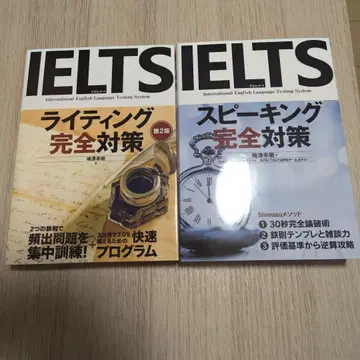 IELTS
International English Language Testing System
ライティング
完全対策
第2版
嶋津幸樹
2つの鉄則で
頻出問題を
集中訓練!
+
快速
プログラム
IELTS
International English Language Testing System
スピーキング
完全対策
嶋津幸樹
Shimazuメソッド
1 30秒完全論破術
2 鉄則テンプレと雑談力
3 評価基準から逆算攻略